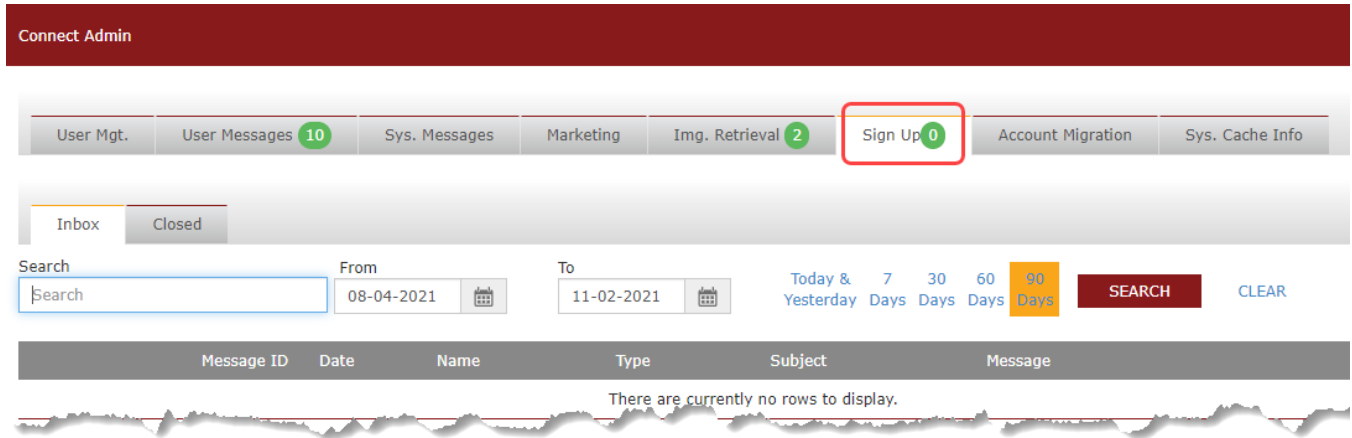 Connect Admin
User Mgt. User Messages 10 Sys. Messages Marketing Img. Retrieval 2 Sign Up 0 Account Migration Sys. Cache Info
Inbox Closed
Search From To
Search 08-04-2021 11-02-2021
Today & 7 30 60 90
Yesterday Days Days Days Days
SEARCH CLEAR
Message ID Date Name Type Subject Message
There are currently no rows to display.